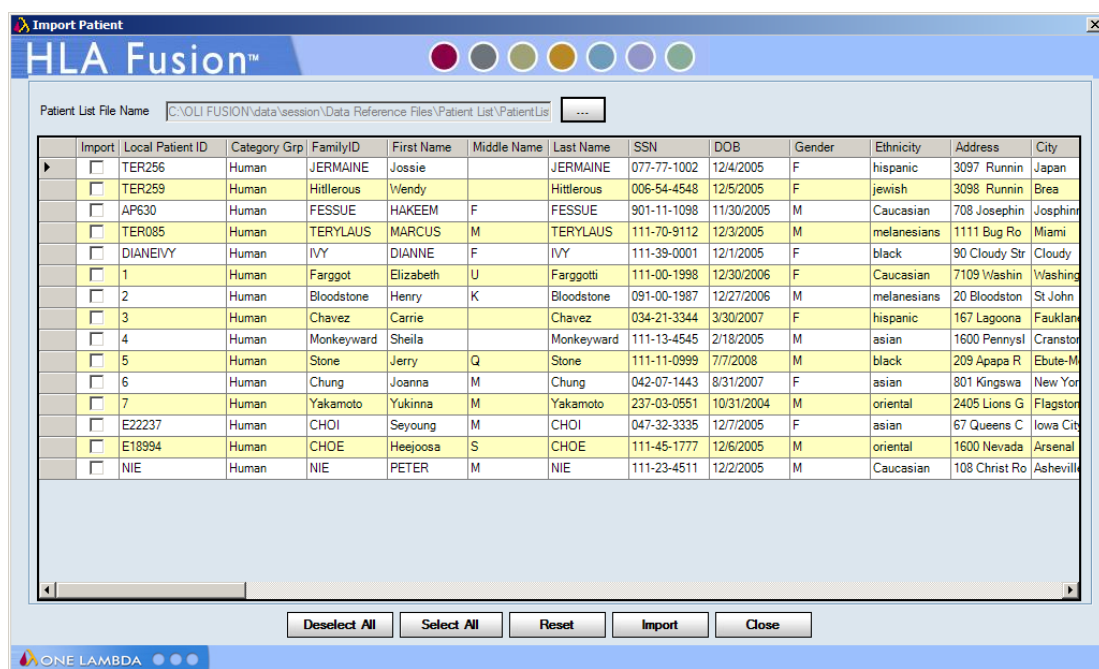 Import Patient
HLA Fusion™
Patient List File Name C:\OLI FUSION\data\session\Data Reference Files\Patient List\PatientLis ...
Import Local Patient ID Category Grp FamilyID First Name Middle Name Last Name SSN DOB Gender Ethnicity Address City
TER256 Human JERMAINE Jossie JERMAINE 077-77-1002 12/4/2005 F hispanic 3097 Runnin Japan
TER259 Human Hitllerous Wendy Hittlerous 006-54-4548 12/5/2005 F jewish 3098 Runnin Brea
AP630 Human FESSUE HAKEEM F FESSUE 901-11-1098 11/30/2005 M Caucasian 708 Josephin Josphinn
TER085 Human TERYLAUS MARCUS M TERYLAUS 111-70-9112 12/3/2005 M melanesians 1111 Bug Ro Miami
DIANEIVY Human IVY DIANNE F IVY 111-39-0001 12/1/2005 F black 90 Cloudy Str Cloudy
1 Human Farggot Elizabeth U Farggotti 111-00-1998 12/30/2006 F Caucasian 7109 Washin Washing
2 Human Bloodstone Henry K Bloodstone 091-00-1987 12/27/2006 M melanesians 20 Bloodston St John
3 Human Chavez Carrie Chavez 034-21-3344 3/30/2007 F hispanic 167 Lagoona Fauklan
4 Human Monkeyward Sheila Monkeyward 111-13-4545 2/18/2005 M asian 1600 Pennysl Cranston
5 Human Stone Jerry Q Stone 111-11-0999 7/7/2008 M black 209 Apapa R Ebute-M
6 Human Chung Joanna M Chung 042-07-1443 8/31/2007 F asian 801 Kingswa New Yor
7 Human Yakamoto Yukinna M Yakamoto 237-03-0551 10/31/2004 M oriental 2405 Lions G Flagston
E22237 Human CHOI Seyoung M CHOI 047-32-3335 12/7/2005 F asian 67 Queens C Iowa City
E18994 Human CHOE Heejoosa S CHOE 111-45-1777 12/6/2005 M oriental 1600 Nevada Arsenal
NIE Human NIE PETER M NIE 111-23-4511 12/2/2005 M Caucasian 108 Christ Ro Asheville
Deselect All Select All Reset Import Close
ONE LAMBDA